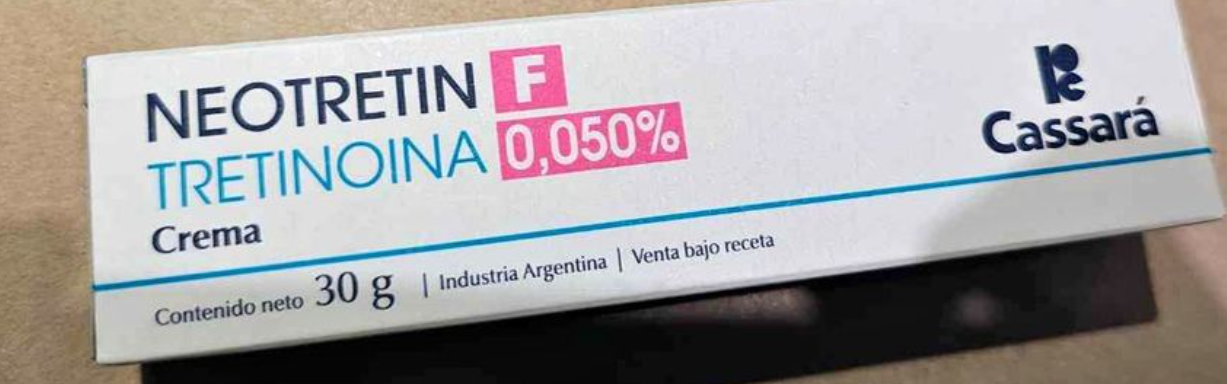 NEOTRETIN F
TRETINOINA 0,050%
Crema
Contenido neto 30 g | Industria Argentina | Venta bajo receta
Cassará